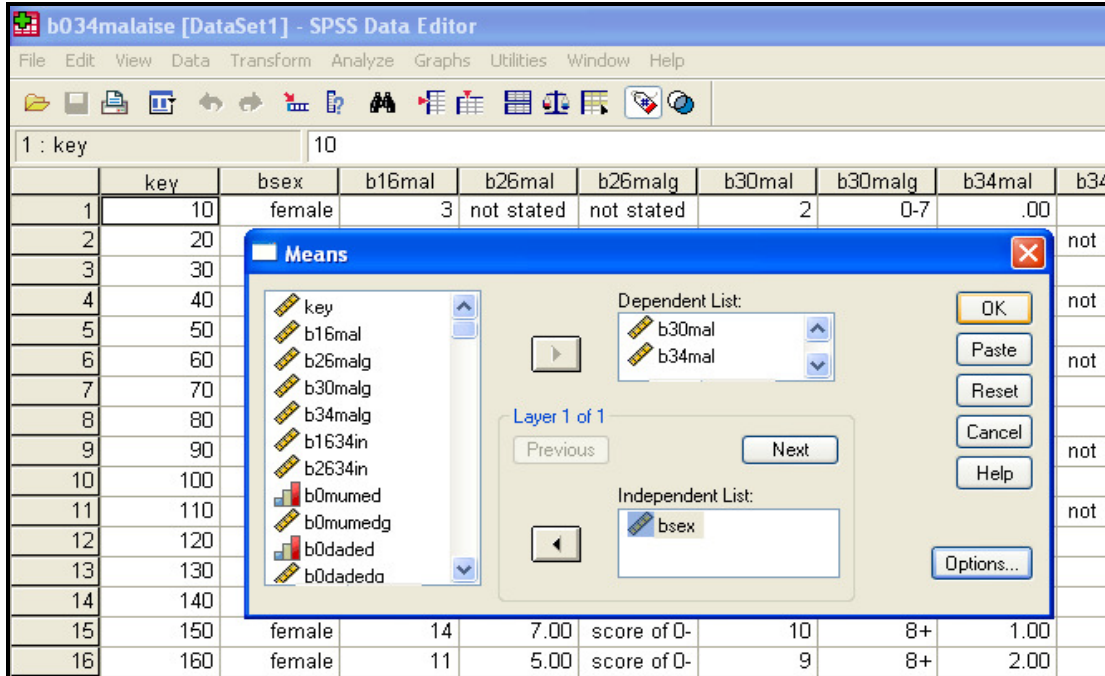 b034malaise [DataSet1] - SPSS Data Editor
File Edit View Data Transform Analyze Graphs Utilities Window Help
1 : key 10
key bsex b16mal b26mal b26malg b30mal b30malg b34mal b34
1 10 female 3 not stated not stated 2 0-7 .00
2 20 not
3 30
4 40 not
5 50
6 60 not
7 70
8 80
9 90 not
10 100
11 110 not
12 120
13 130
14 140
15 150 female 14 7.00 score of 0- 10 8+ 1.00
16 160 female 11 5.00 score of 0- 9 8+ 2.00
Means
key
b16mal
b26malg
b30malg
b34malg
b1634in
b2634in
b0mumed
b0mumedg
b0daded
b0dadedg
Dependent List:
b30mal
b34mal
Layer 1 of 1
Previous
Next
Independent List:
bsex
OK
Paste
Reset
Cancel
Help
Options...